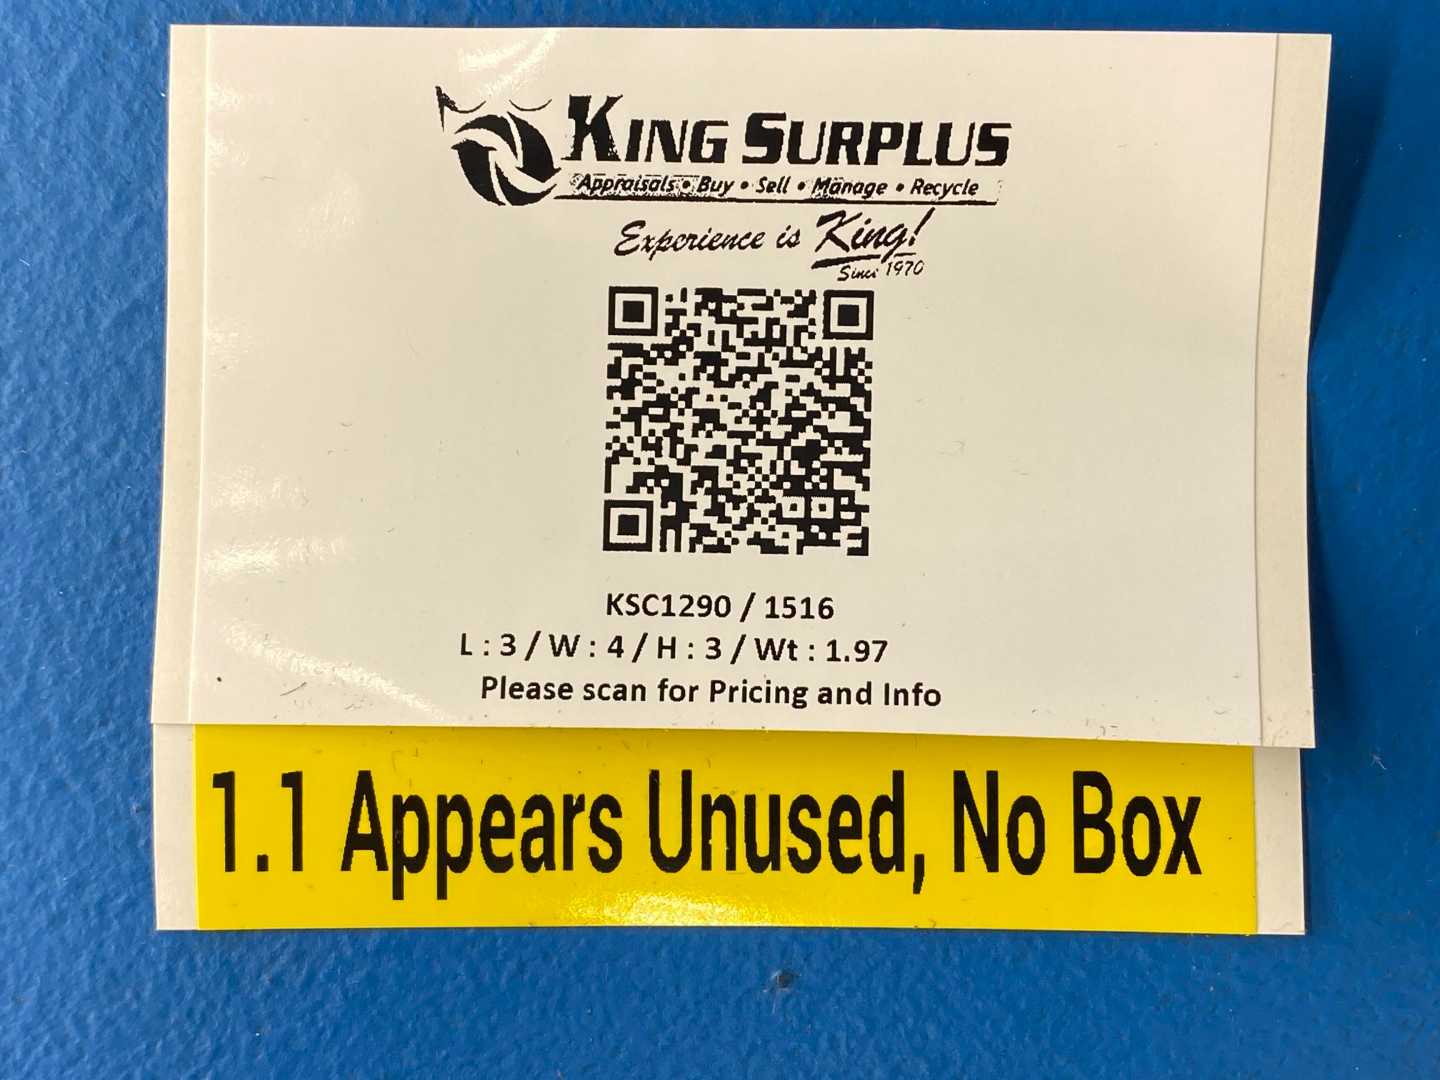 KING SURPLUS
Appraisals • Buy • Sell • Manage • Recycle
Experience is King!
Since 1970
KSC1290 / 1516
L : 3 / W : 4 / H : 3 / Wt : 1.97
Please scan for Pricing and Info
1.1 Appears Unused, No Box